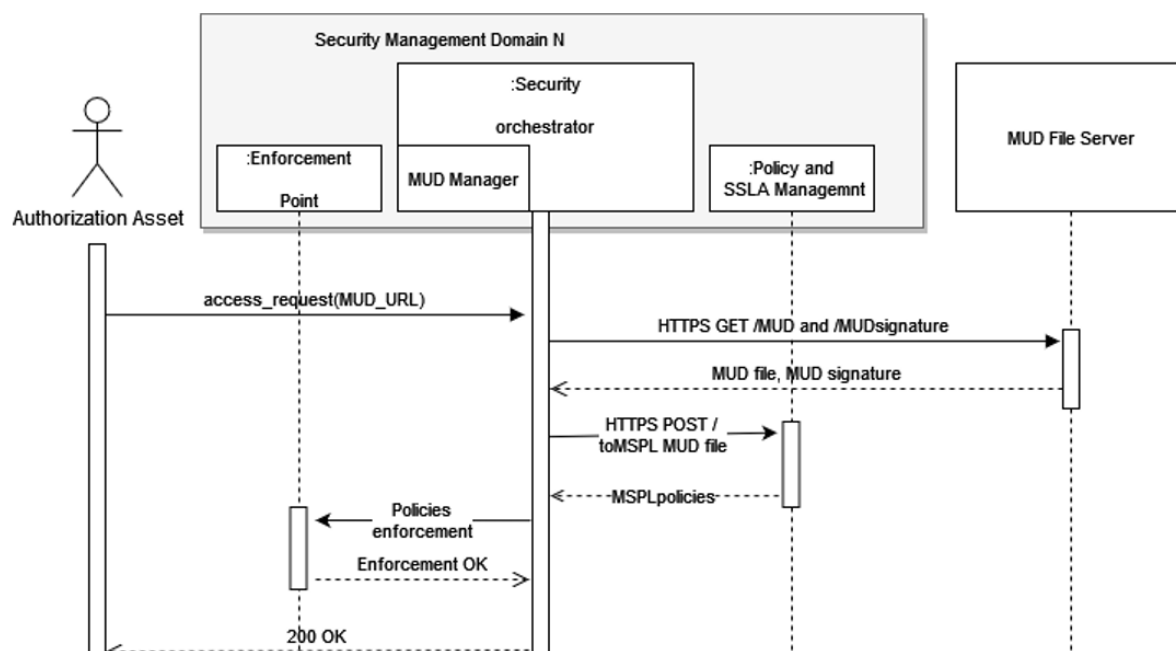 Security Management Domain N
:Security
orchestrator
MUD File Server
:Enforcement
Point
MUD Manager
:Policy and
SSLA Managemnt
Authorization Asset
access_request(MUD_URL)
HTTPS GET /MUD and /MUDsignature
MUD file, MUD signature
HTTPS POST /
toMSPL MUD file
MSPLpolicies
Policies
enforcement
Enforcement OK
200 OK